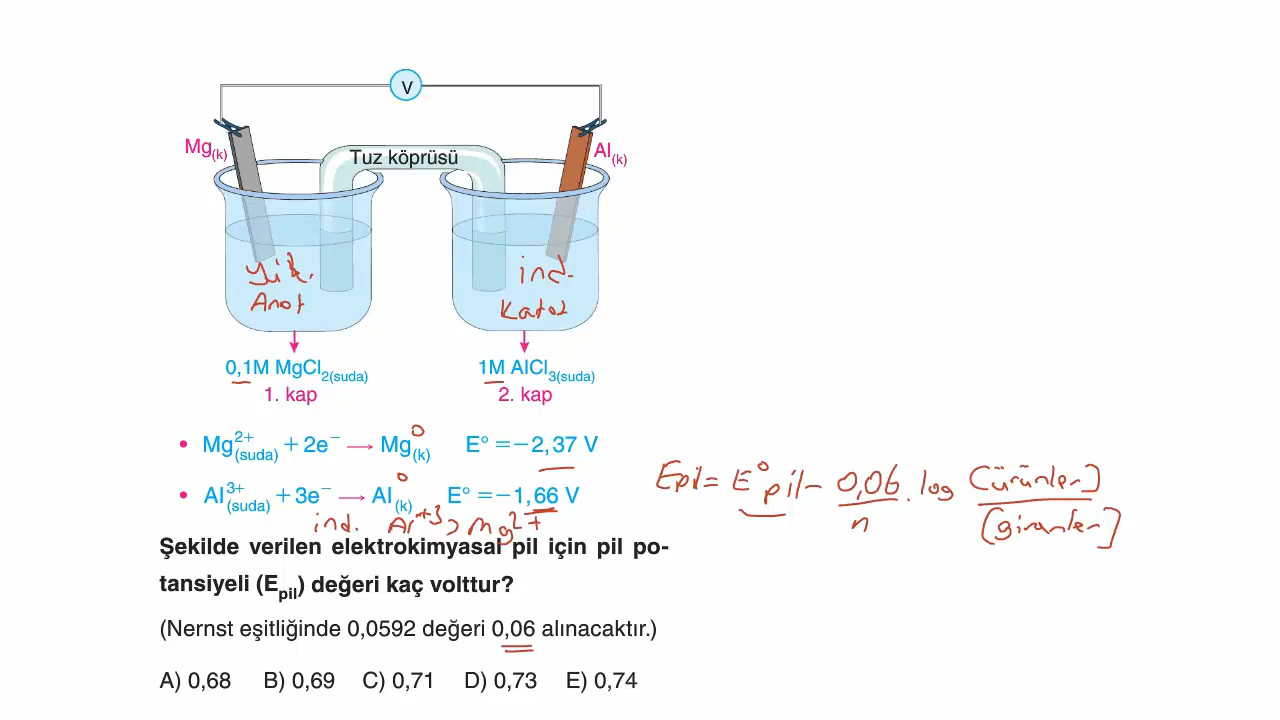 V
Mg(k)
Tuz köprüsü
Al(k)
yük.
Anot
ind.
Katot
0,1M MgCl2(suda)
1M AlCl3(suda)
1. kap
2. kap
• Mg2+(suda) + 2e− → Mg(k)0 E° = −2,37 V
• Al3+(suda) + 3e− → Al(k)0 E° = −1,66 V
ind. Al+3 > Mg2+
Epil = E°pil − 0,06/n . log [ürünler]/[girenler]
Şekilde verilen elektrokimyasal pil için pil po-
tansiyeli (Epil) değeri kaç volttur?
(Nernst eşitliğinde 0,0592 değeri 0,06 alınacaktır.)
A) 0,68 B) 0,69 C) 0,71 D) 0,73 E) 0,74